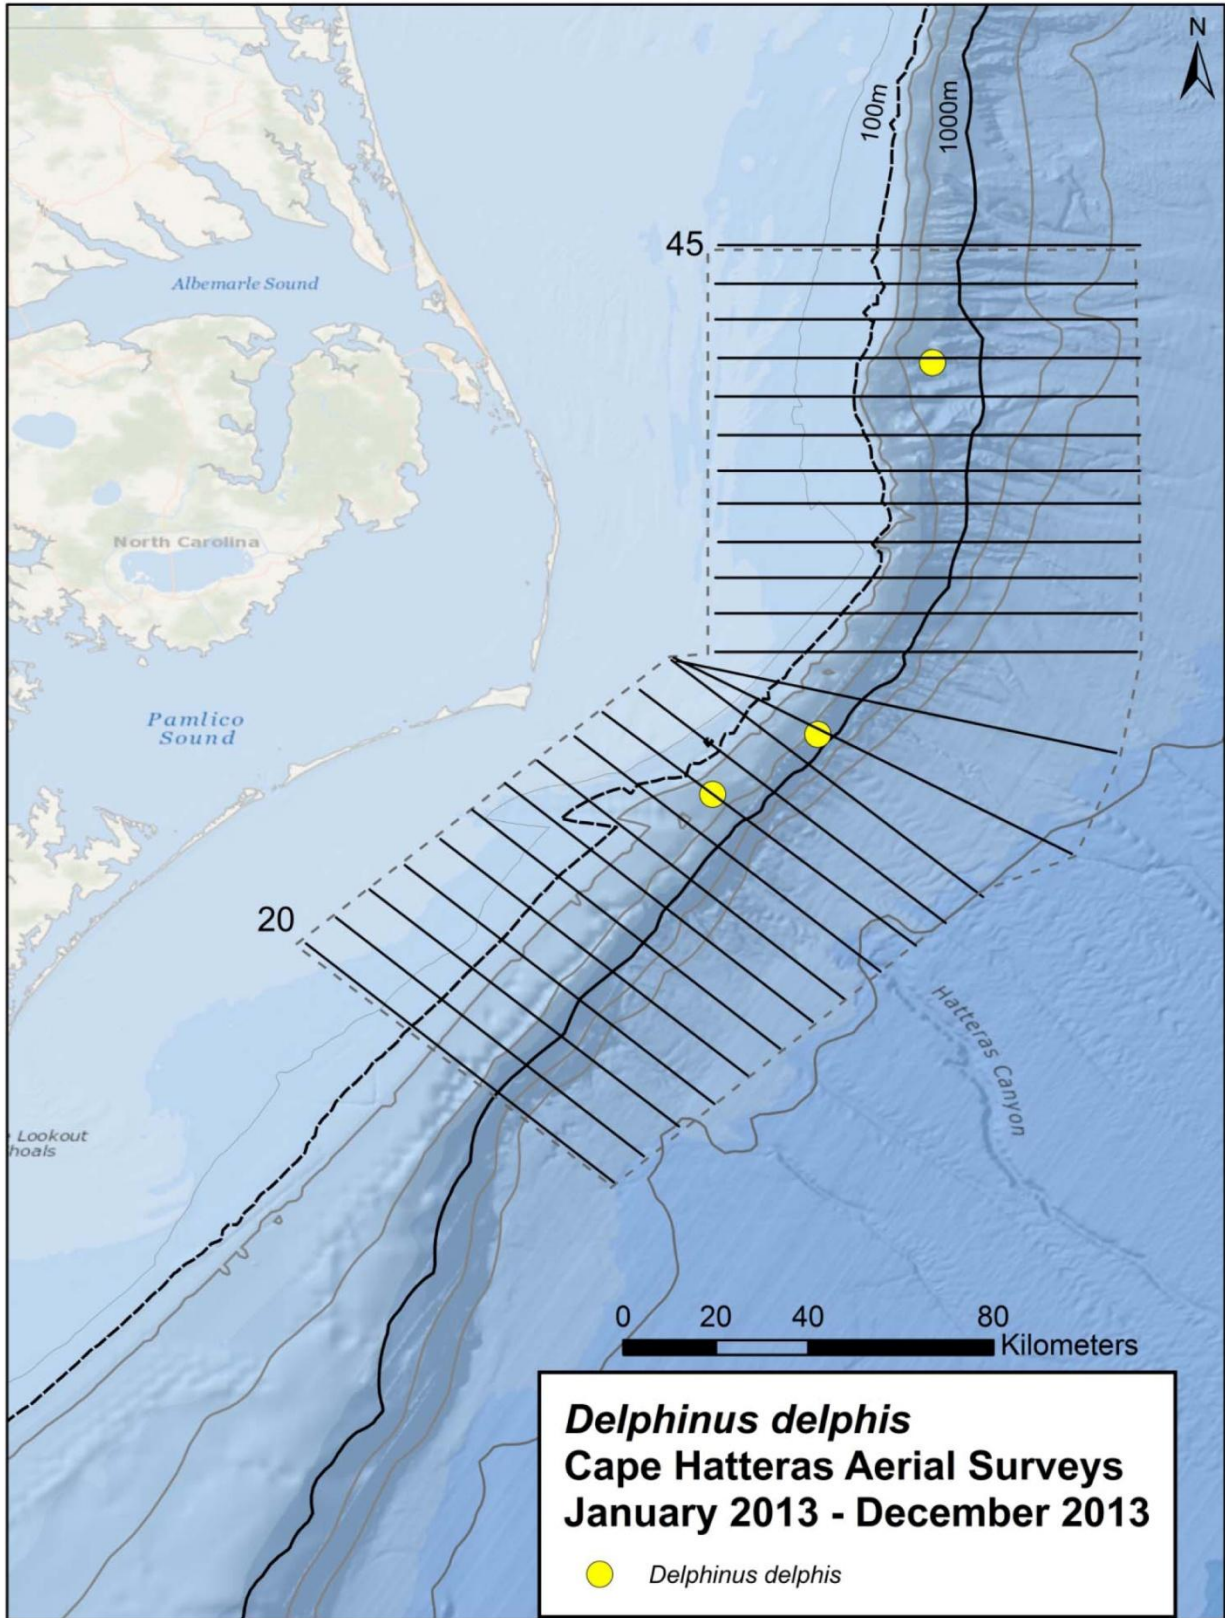 N
100m
1000m
45
Albemarle Sound
North Carolina
Pamlico
Sound
20
Hatteras Canyon
Lookout
hoals
0 20 40 80
Kilometers
Delphinus delphis
Cape Hatteras Aerial Surveys
January 2013 - December 2013
Delphinus delphis